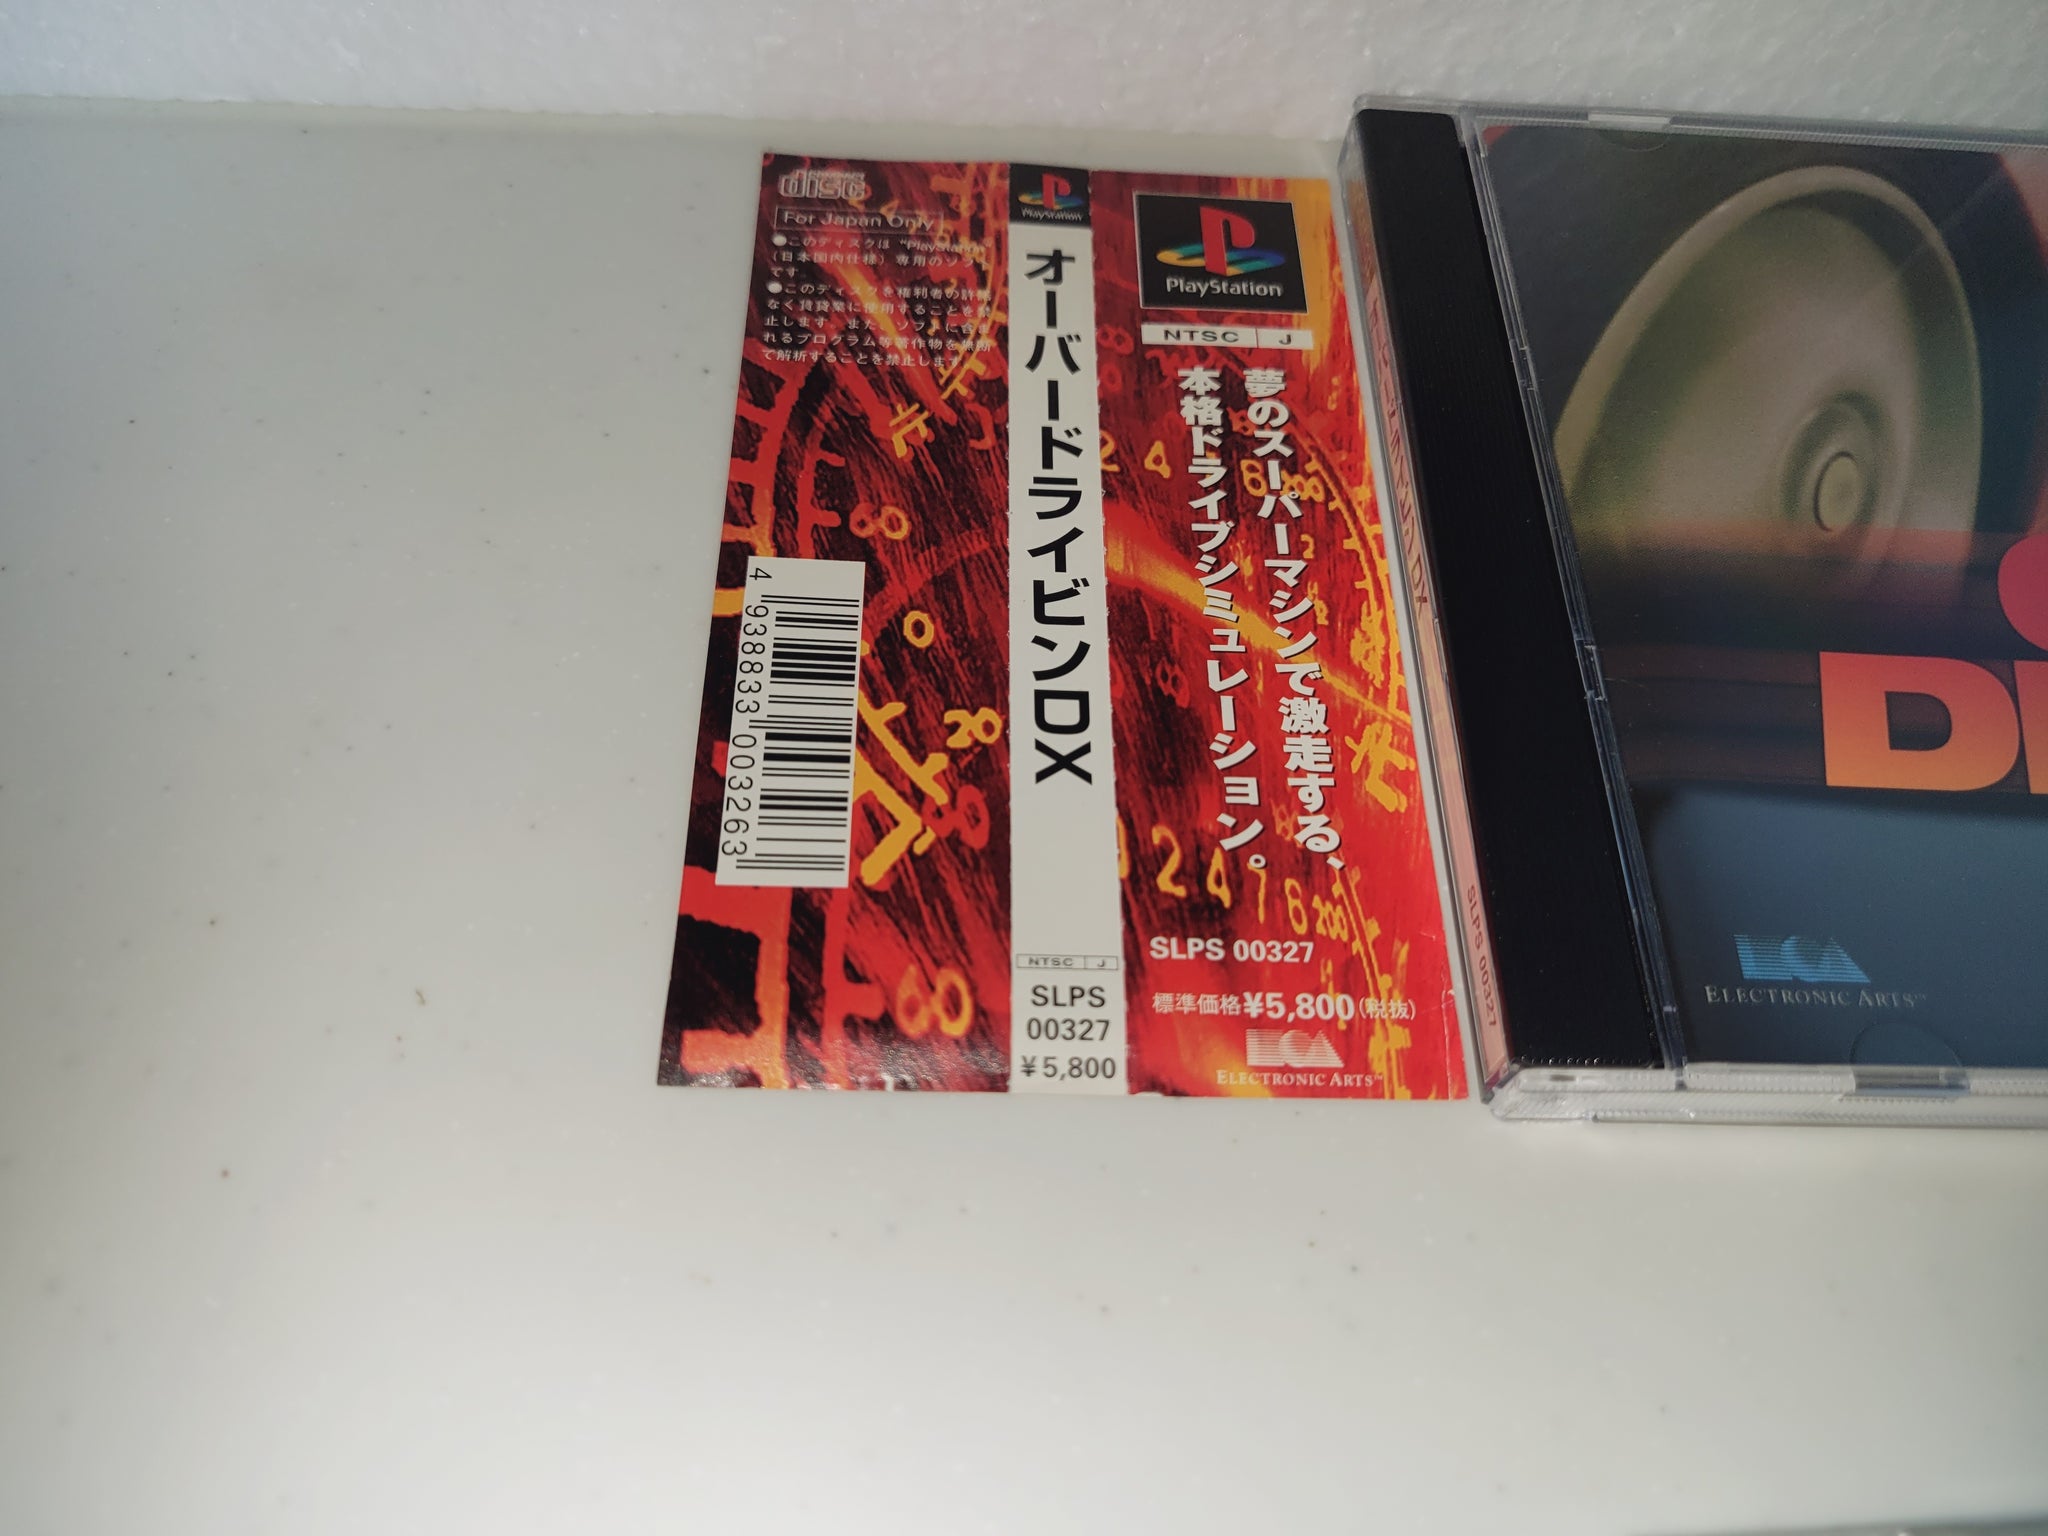 disc
For Japan Only
●このディスクは "PlayStation"
(日本国内仕様) 専用のソフト
です。
●このディスクを権利者の許諾
なく賃貸業に使用することを禁
止します。また、ソフトに含ま
れるプログラム等著作物を無断
で解析することを禁止します。
4 938833 003263
PlayStation
オーバードライビンDX
NTSC J
SLPS
00327
¥5,800
PlayStation
NTSC J
夢のスーパーマシンで激走する、
本格ドライブシミュレーション。
SLPS 00327
標準価格¥5,800(税抜)
ELECTRONIC ARTS™
SLPS 00327
ELECTRONIC ARTS™